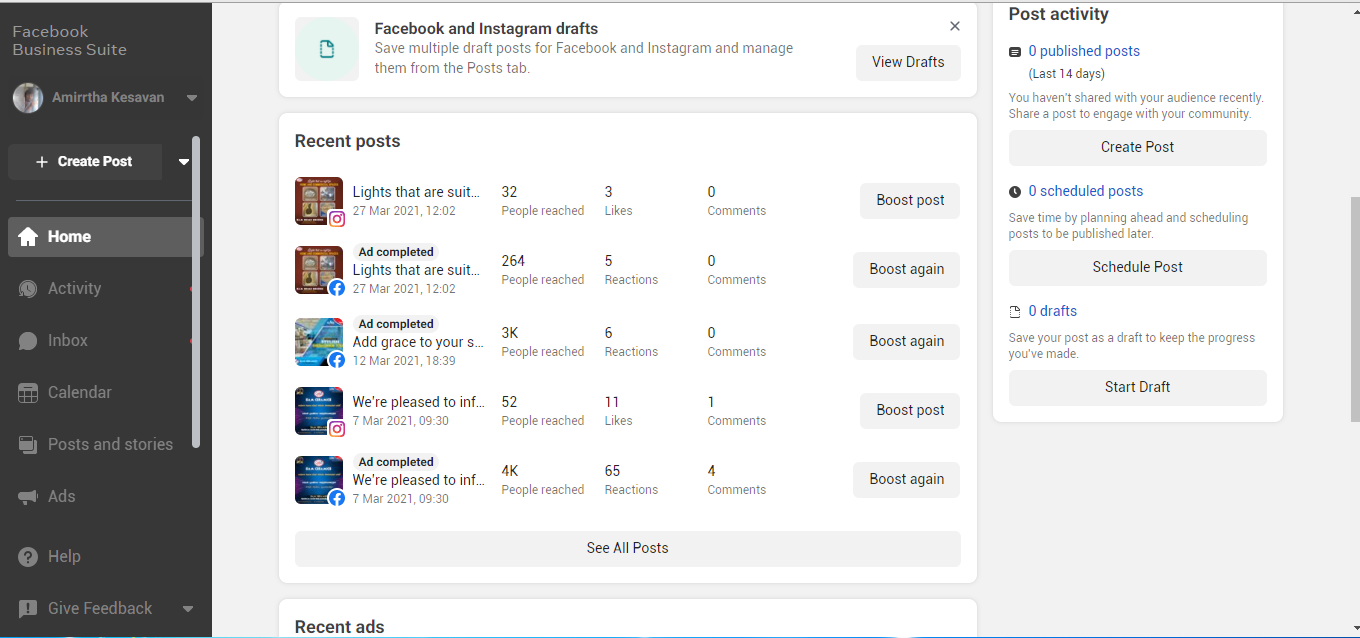 Facebook
Business Suite
Amirrtha Kesavan
+ Create Post
Home
Activity
Inbox
Calendar
Posts and stories
Ads
Help
Give Feedback
Facebook and Instagram drafts
Save multiple draft posts for Facebook and Instagram and manage
them from the Posts tab.
View Drafts
Recent posts
Lights that are suit...
27 Mar 2021, 12:02
32
People reached
3
Likes
0
Comments
Boost post
Ad completed
Lights that are suit...
27 Mar 2021, 12:02
264
People reached
5
Reactions
0
Comments
Boost again
Ad completed
Add grace to your s...
12 Mar 2021, 18:39
3K
People reached
6
Reactions
0
Comments
Boost again
We're pleased to inf...
7 Mar 2021, 09:30
52
People reached
11
Likes
1
Comments
Boost post
Ad completed
We're pleased to inf...
7 Mar 2021, 09:30
4K
People reached
65
Reactions
4
Comments
Boost again
See All Posts
Recent ads
Post activity
0 published posts
(Last 14 days)
You haven't shared with your audience recently.
Share a post to engage with your community.
Create Post
0 scheduled posts
Save time by planning ahead and scheduling
posts to be published later.
Schedule Post
0 drafts
Save your post as a draft to keep the progress
you've made.
Start Draft